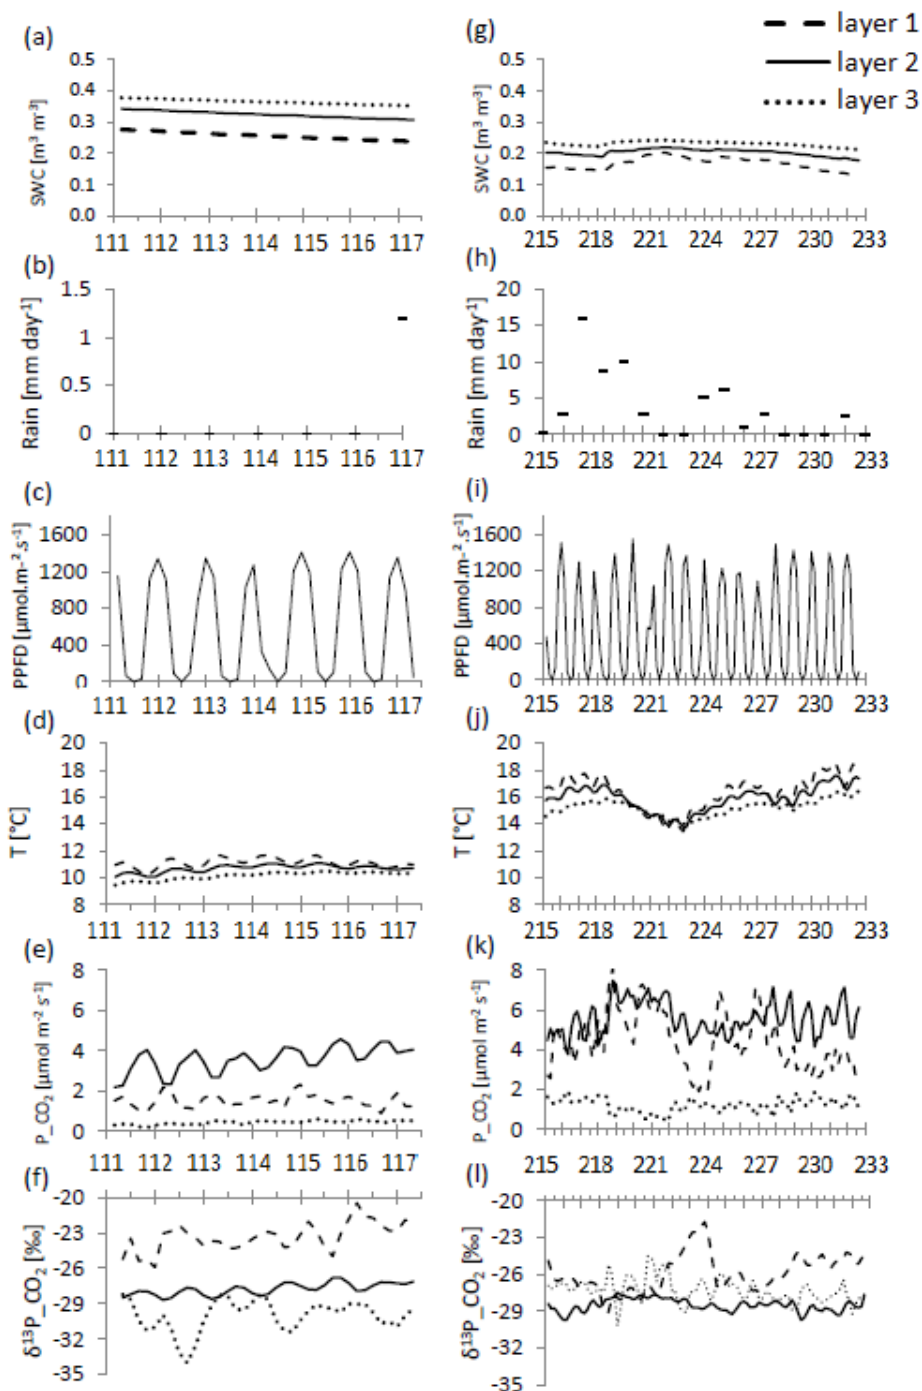 layer 1
layer 2
layer 3
(a)
SWC [m³ m⁻³]
0.5
0.4
0.3
0.2
0.1
0.0
111 112 113 114 115 116 117
(g)
SWC [m³ m⁻³]
0.5
0.4
0.3
0.2
0.1
0.0
215 218 221 224 227 230 233
(b)
Rain [mm day⁻¹]
1.5
1
0.5
0
111 112 113 114 115 116 117
(h)
Rain [mm day⁻¹]
20
15
10
5
0
215 218 221 224 227 230 233
(c)
PPFD [µmol.m⁻².s⁻¹]
1600
1200
800
400
0
111 112 113 114 115 116 117
(i)
PPFD [µmol.m⁻².s⁻¹]
1600
1200
800
400
0
215 218 221 224 227 230 233
(d)
T [°C]
20
18
16
14
12
10
8
111 112 113 114 115 116 117
(j)
T [°C]
20
18
16
14
12
10
8
215 218 221 224 227 230 233
(e)
P_CO₂ [µmol m⁻² s⁻¹]
8
6
4
2
0
111 112 113 114 115 116 117
(k)
P_CO₂ [µmol m⁻² s⁻¹]
8
6
4
2
0
215 218 221 224 227 230 233
(f)
δ¹³P_CO₂ [‰]
-20
-23
-26
-29
-32
-35
(l)
δ¹³P_CO₂ [‰]
-20
-23
-26
-29
-32
-35